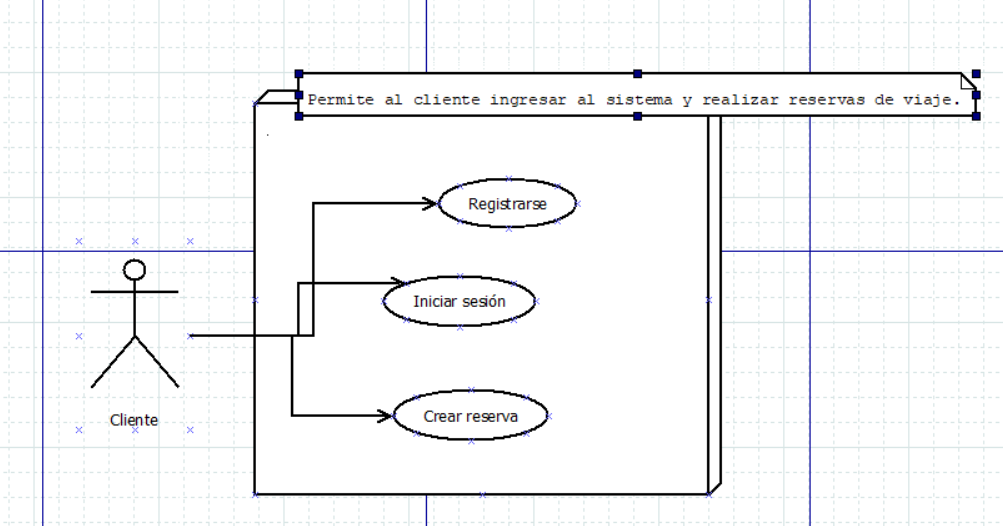 Permite al cliente ingresar al sistema y realizar reservas de viaje.
Registrarse
Iniciar sesión
Crear reserva
Cliente